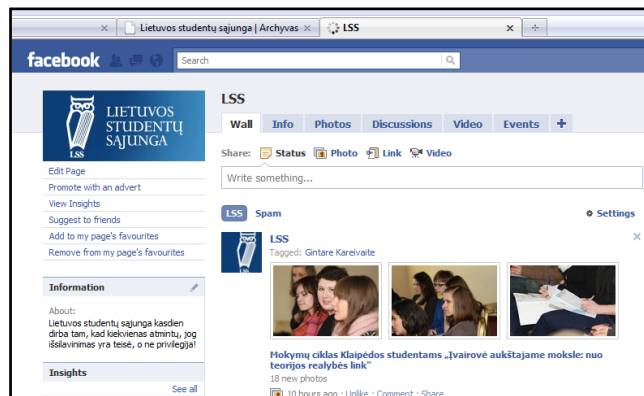 Lietuvos studentų sąjunga | Archyvas
LSS
facebook
Search
LIETUVOS
STUDENTŲ
SĄJUNGA
LSS
Edit Page
Promote with an advert
View Insights
Suggest to friends
Add to my page's favourites
Remove from my page's favourites
Information
About:
Lietuvos studentų sąjunga kasdien
dirba tam, kad kiekvienas atmintų, jog
išsilavinimas yra teisė, o ne privilegija!
Insights
See all
LSS
Wall Info Photos Discussions Video Events +
Share: Status Photo Link Video
Write something...
LSS Spam Settings
LSS
LSS
Tagged: Gintare Kareivaite
Mokymų ciklas Klaipėdos studentams „Įvairovė aukštajame moksle: nuo
teorijos realybės link"
18 new photos
10 hours ago · Unlike · Comment · Share